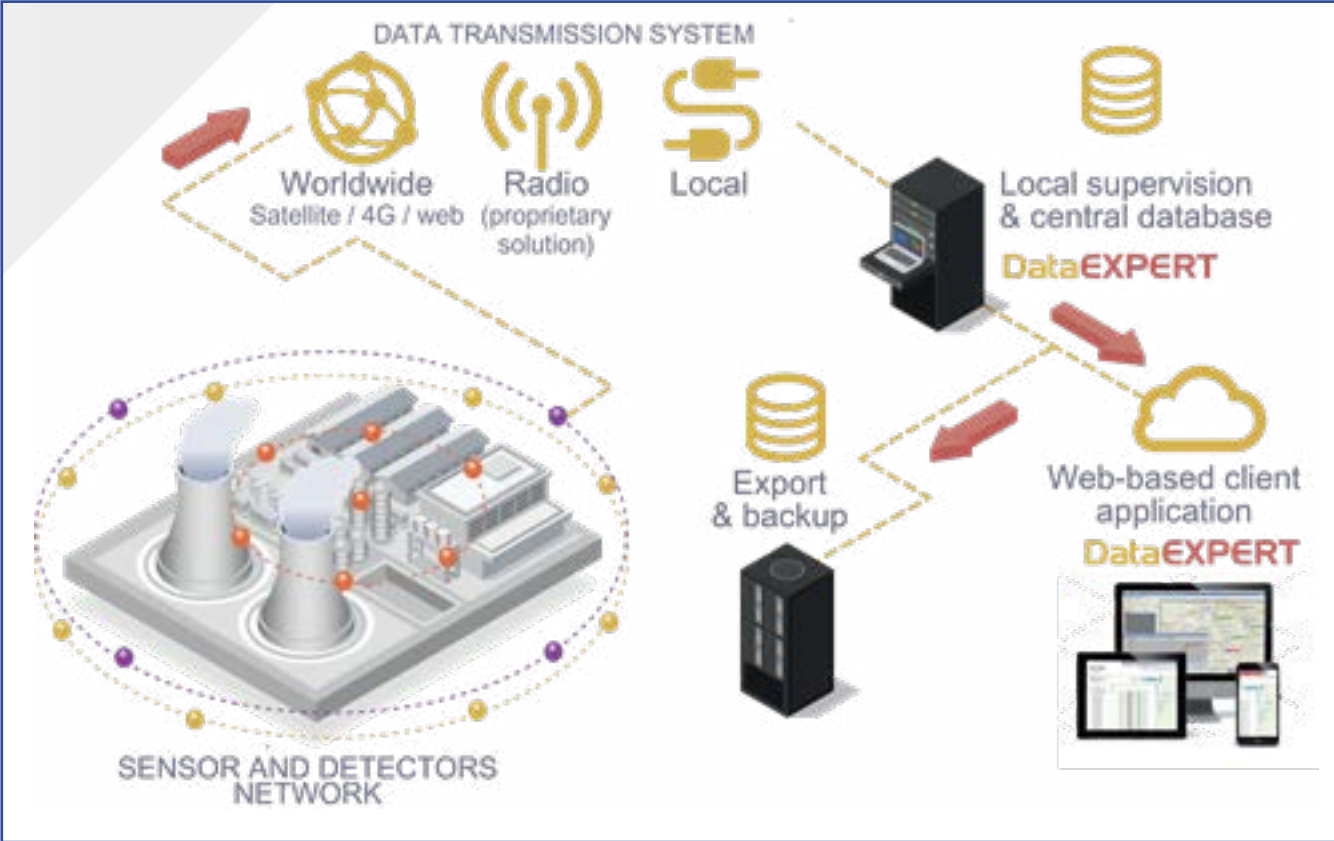 DATA TRANSMISSION SYSTEM
Worldwide
Satellite / 4G / web
Radio
(proprietary
solution)
Local
Local supervision
& central database
DataEXPERT
Export
& backup
Web-based client
application
DataEXPERT
SENSOR AND DETECTORS
NETWORK